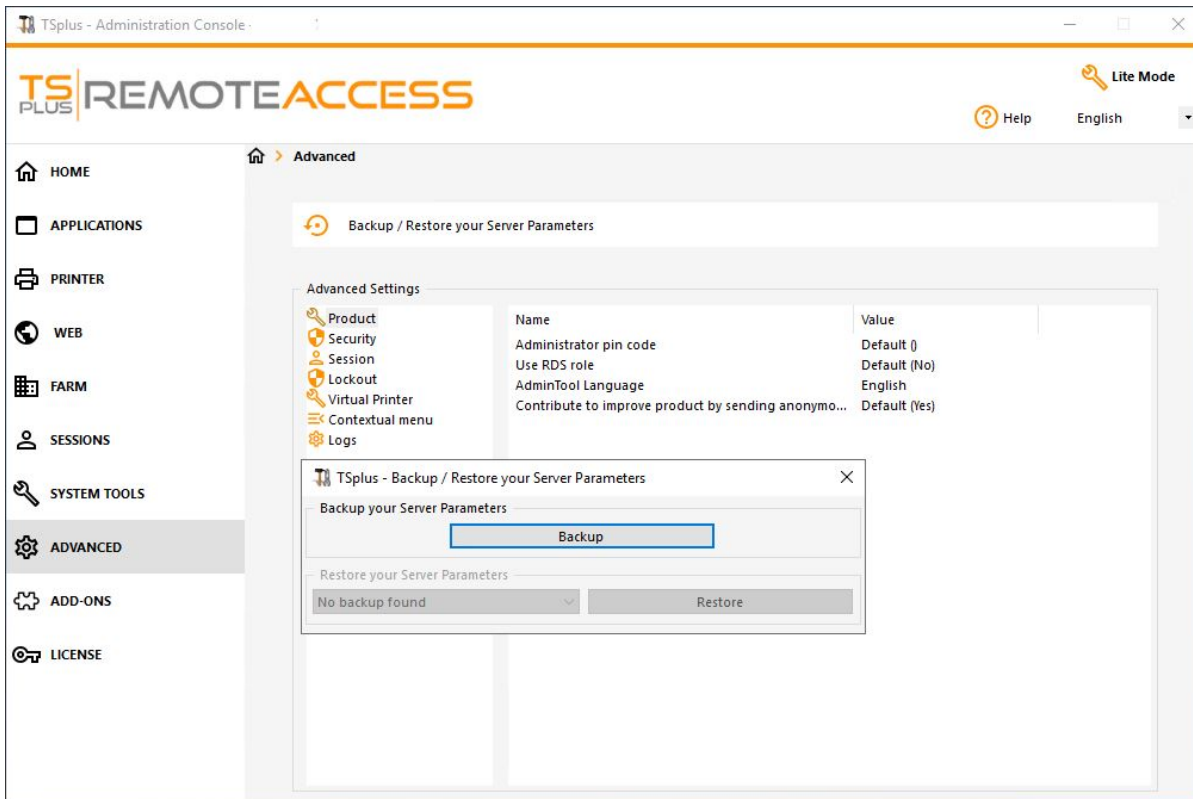 TSplus - Administration Console -
Lite Mode
TS PLUS REMOTEACCESS
Help
English
HOME
APPLICATIONS
PRINTER
WEB
FARM
SESSIONS
SYSTEM TOOLS
ADVANCED
ADD-ONS
LICENSE
Advanced
Backup / Restore your Server Parameters
Advanced Settings
Product
Security
Session
Lockout
Virtual Printer
Contextual menu
Logs
Name Value
Administrator pin code Default ()
Use RDS role Default (No)
AdminTool Language English
Contribute to improve product by sending anonymo... Default (Yes)
TSplus - Backup / Restore your Server Parameters
Backup your Server Parameters
Backup
Restore your Server Parameters
No backup found
Restore